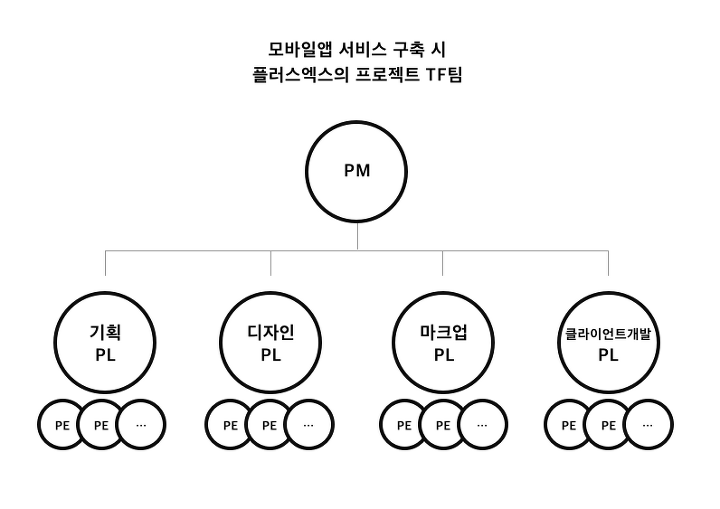 모바일앱 서비스 구축 시
플러스엑스의 프로젝트 TF팀
PM
기획
PL
디자인
PL
마크업
PL
클라이언트개발
PL
PE PE ...
PE PE ...
PE PE ...
PE PE ...